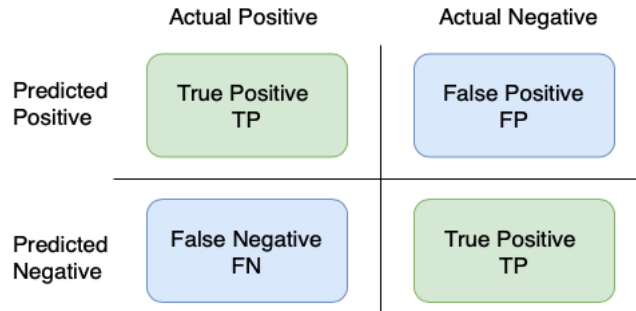 Actual Positive
Actual Negative
Predicted
Positive
True Positive
TP
False Positive
FP
Predicted
Negative
False Negative
FN
True Positive
TP